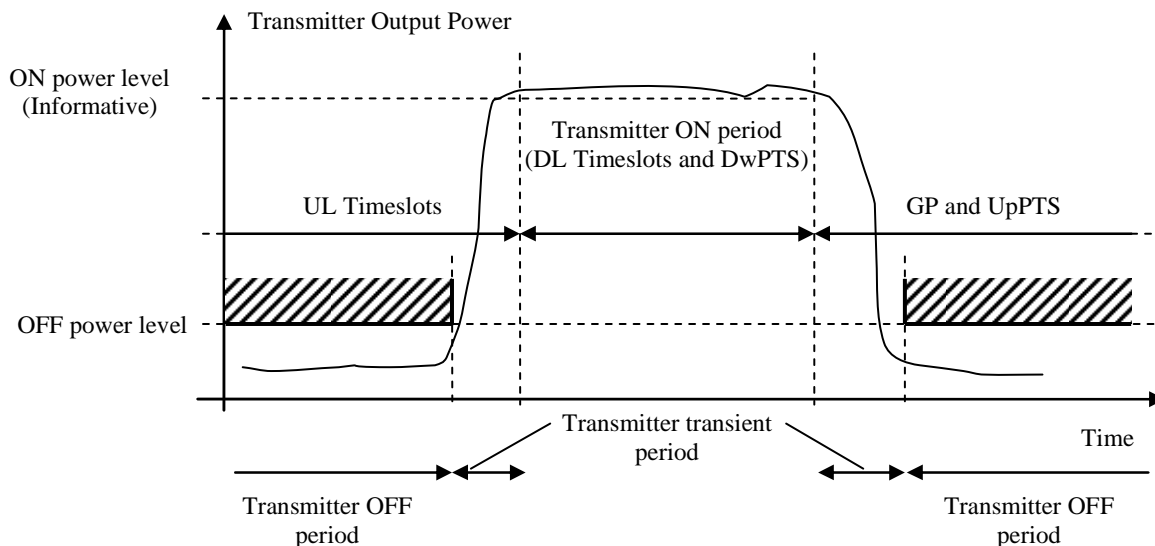 Transmitter Output Power
ON power level
(Informative)
Transmitter ON period
(DL Timeslots and DwPTS)
UL Timeslots
GP and UpPTS
OFF power level
Transmitter transient
period
Time
Transmitter OFF
period
Transmitter OFF
period